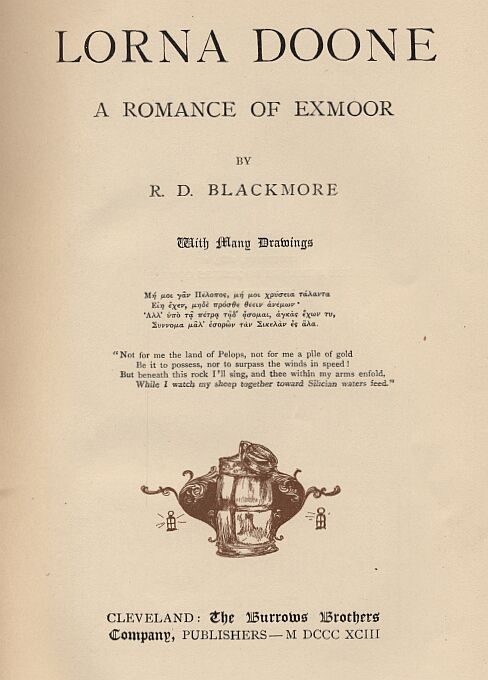 LORNA DOONE
A ROMANCE OF EXMOOR
BY
R. D. BLACKMORE
With Many Drawings
Μή μοι γᾶν Πέλοπος, μή μοι χρύσεια τάλαντα
Εἴη ἔχεν, μηδὲ πρόσθε θέειν ἀνέμων·
Ἀλλ' ὑπὸ τᾷ πέτρᾳ τᾷδ' ᾄσομαι, ἀγκὰς ἔχων τυ,
Σύννομα μᾶλ' ἐσορῶν τὰν Σικελὰν ἐς ἅλα.
"Not for me the land of Pelops, not for me a pile of gold
Be it to possess, nor to surpass the winds in speed!
But beneath this rock I'll sing, and thee within my arms enfold,
While I watch my sheep together toward Silician waters feed."
CLEVELAND: The Burrows Brothers
Company, PUBLISHERS—M DCCC XCIII